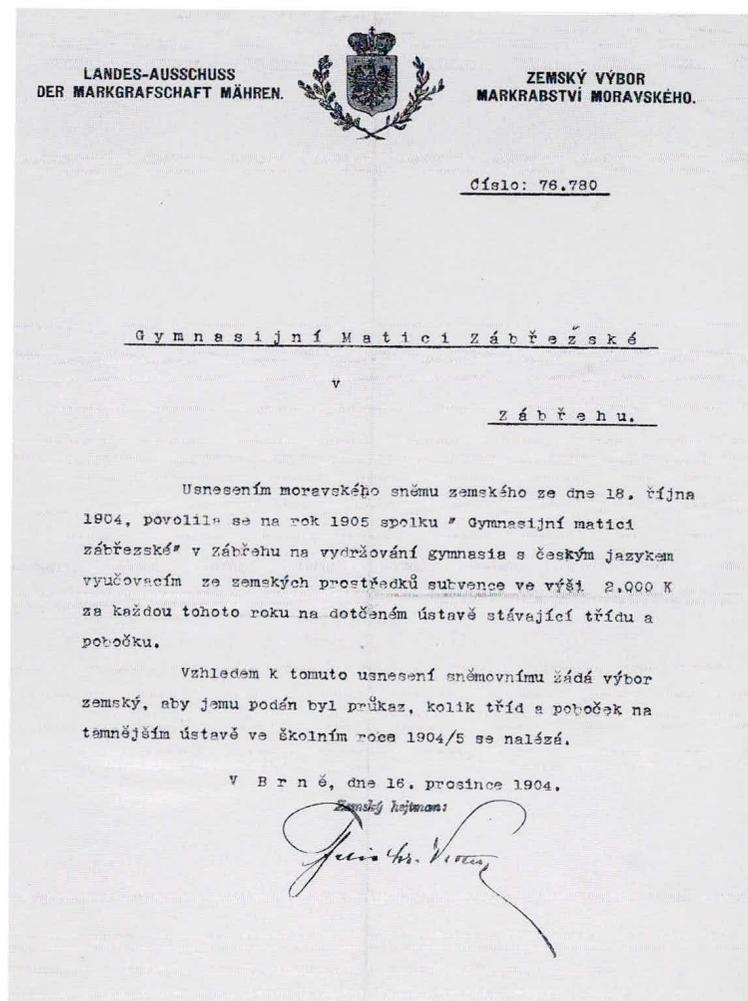 LANDES-AUSSCHUSS
DER MARKGRAFSCHAFT MÄHREN.
ZEMSKÝ VÝBOR
MARKRABSTVÍ MORAVSKÉHO.
Číslo: 76.780
Gymnasijní Matici Zábřežské
v
Zábřehu.
Usnesením moravského sněmu zemského ze dne 18. října
1904, povolila se na rok 1905 spolku " Gymnasijní matici
zábřezské" v Zábřehu na vydržování gymnasia s českým jazykem
vyučovacím ze zemských prostředků subvence ve výši 2.000 K
za každou tohoto roku na dotčeném ústavě stávající třídu a
pobočku.
Vzhledem k tomuto usnesení sněmovnímu žádá výbor
zemský, aby jemu podán byl průkaz, kolik tříd a poboček na
tamnějším ústavě ve školním roce 1904/5 se nalézá.
V Brně, dne 16. prosince 1904.
Zemský hejtman: